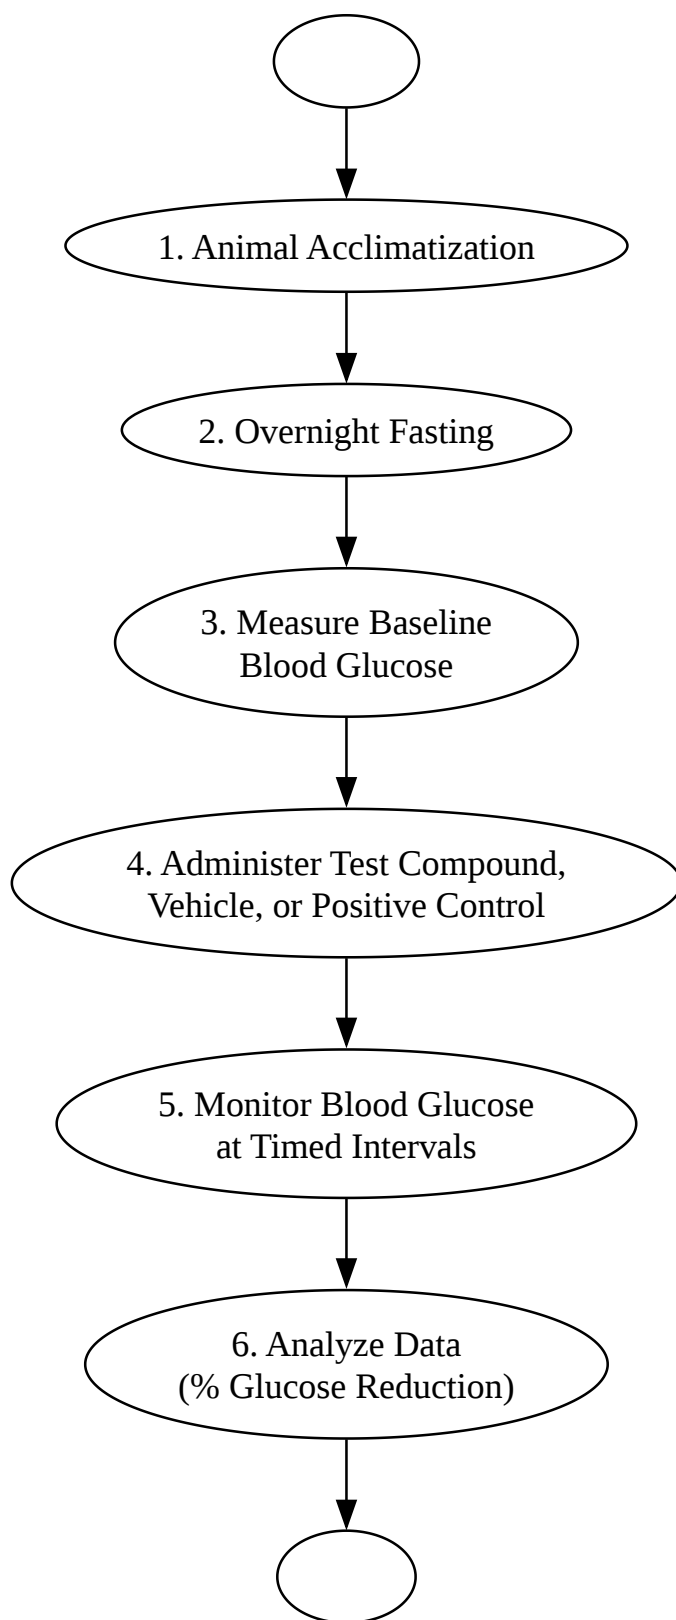 1. Animal Acclimatization
2. Overnight Fasting
3. Measure Baseline
Blood Glucose
4. Administer Test Compound,
Vehicle, or Positive Control
5. Monitor Blood Glucose
at Timed Intervals
6. Analyze Data
(% Glucose Reduction)